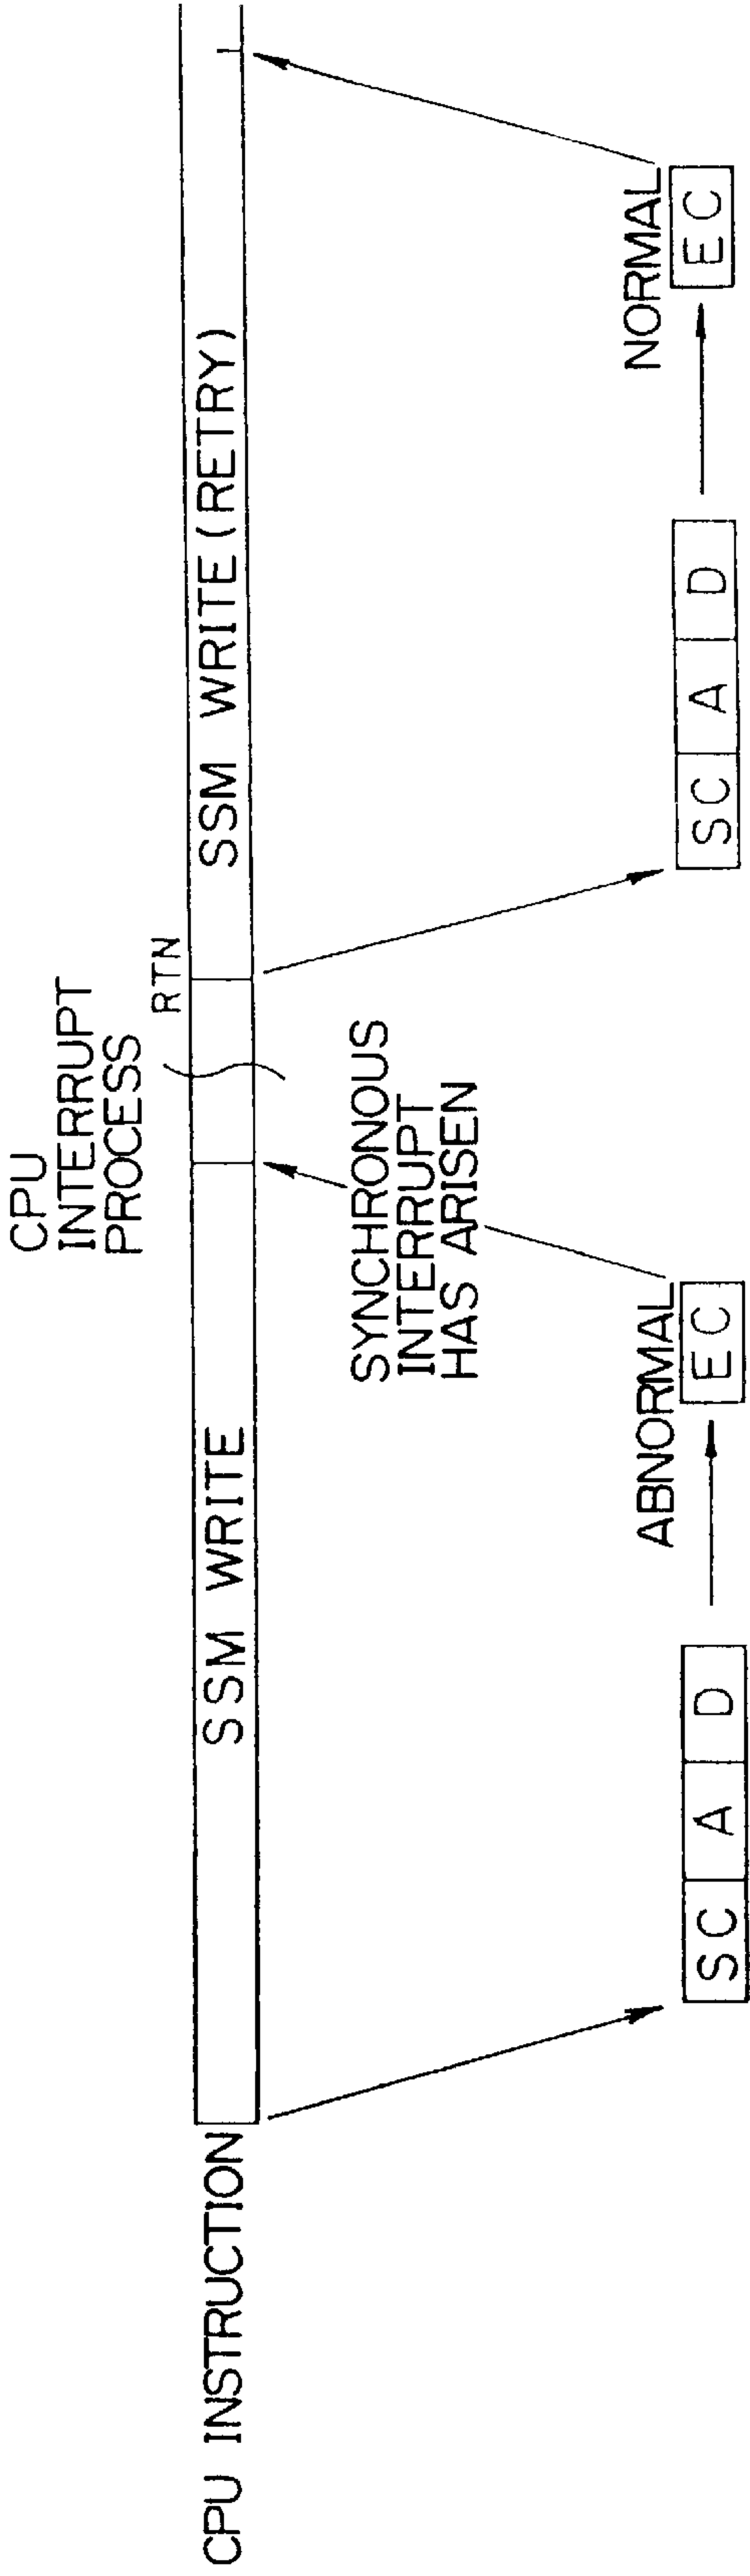 CPU
INTERRUPT
PROCESS
RTN
CPU INSTRUCTION
SSM WRITE
SSM WRITE (RETRY)
SYNCHRONOUS
INTERRUPT
HAS ARISEN
ABNORMAL
NORMAL
SC A D
EC
SC A D
EC